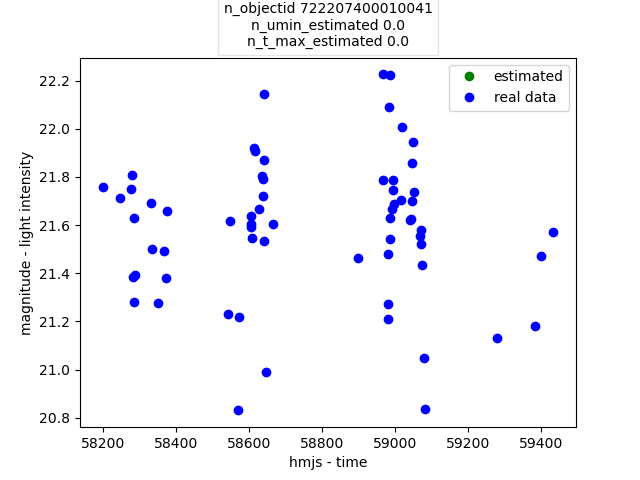 n_objectid 722207400010041
n_umin_estimated 0.0
n_t_max_estimated 0.0
estimated
real data
22.2
22.0
21.8
21.6
21.4
21.2
21.0
20.8
magnitude - light intensity
58200 58400 58600 58800 59000 59200 59400
hmjs - time